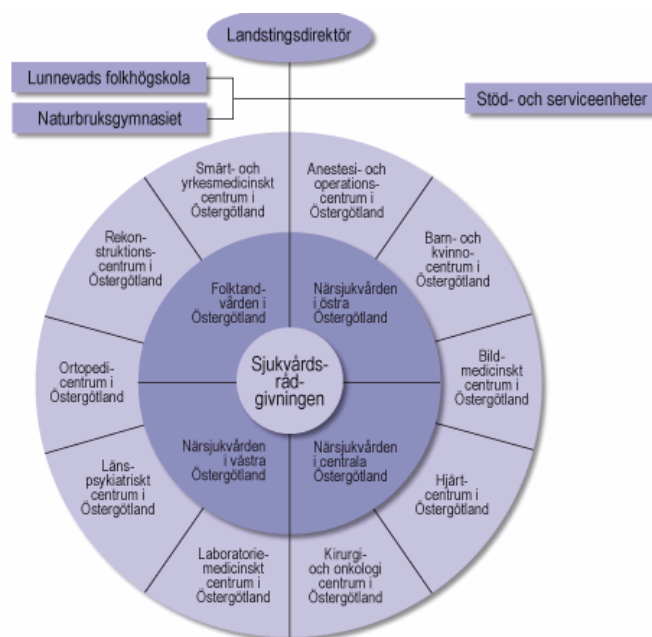 Landstingsdirektör
Lunnevads folkhögskola
Naturbruksgymnasiet
Stöd- och serviceenheter
Smärt- och
yrkesmedicinskt
centrum i
Östergötland
Anestesi- och
operations-
centrum i
Östergötland
Rekon-
struktions-
centrum i
Östergötland
Barn- och
kvinno-
centrum i
Östergötland
Folktand-
vården i
Östergötland
Närsjukvården
i östra
Östergötland
Ortopedi-
centrum i
Östergötland
Sjukvårds-
råd-
givningen
Bild-
medicinskt
centrum i
Östergötland
Närsjukvården
i västra
Östergötland
Närsjukvården
i centrala
Östergötland
Läns-
psykiatriskt
centrum i
Östergötland
Hjärt-
centrum i
Östergötland
Laboratorie-
medicinskt
centrum i
Östergötland
Kirurgi-
och onkologi
centrum i
Östergötland